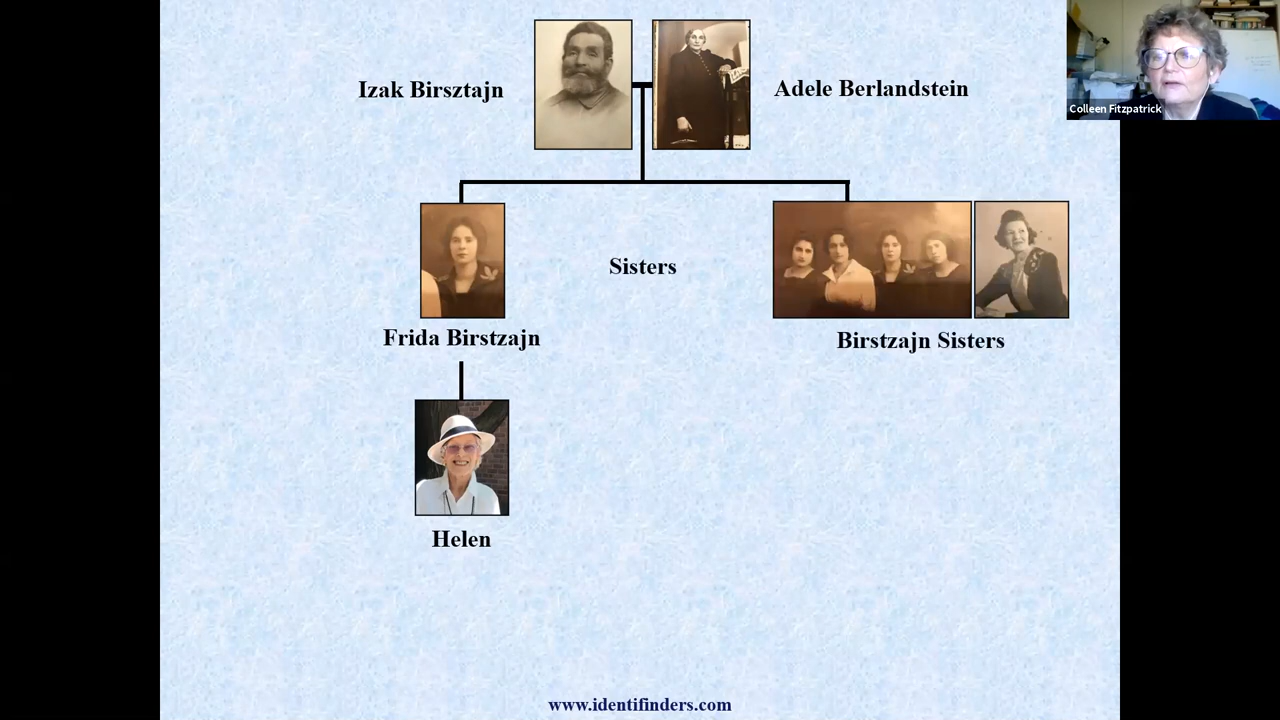 Colleen Fitzpatrick
Izak Birsztajn
Adele Berlandstein
Sisters
Frida Birstzajn
Birstzajn Sisters
Helen
www.identifinders.com